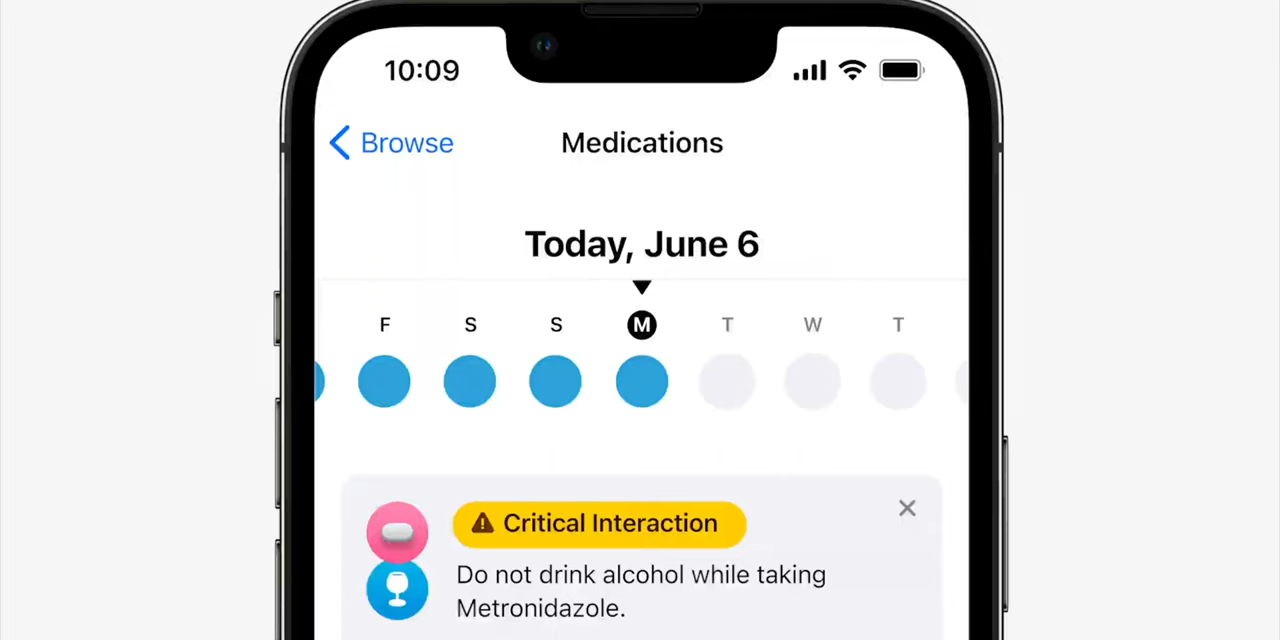 10:09
Browse
Medications
Today, June 6
F S S M T W T
Critical Interaction
Do not drink alcohol while taking
Metronidazole.